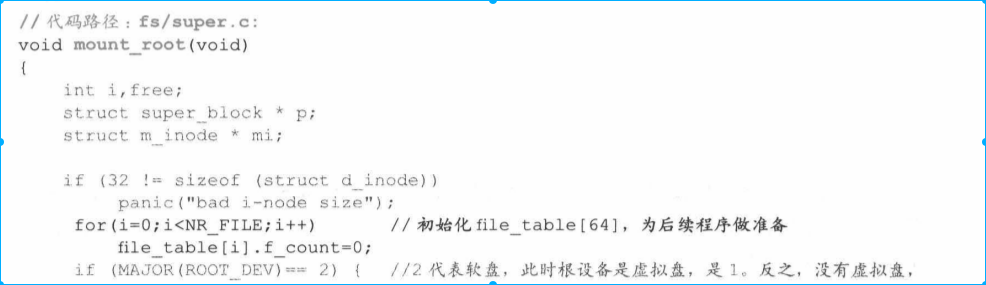 // 代码路径：fs/super.c:
void mount_root(void)
{
int i,free;
struct super_block * p;
struct m_inode * mi;
if (32 != sizeof (struct d_inode))
panic("bad i-node size");
for(i=0;i<NR_FILE;i++) // 初始化 file_table[64]，为后续程序做准备
file_table[i].f_count=0;
if (MAJOR(ROOT_DEV)== 2) { //2 代表软盘，此时根设备是虚拟盘，是 1。反之，没有虚拟盘，